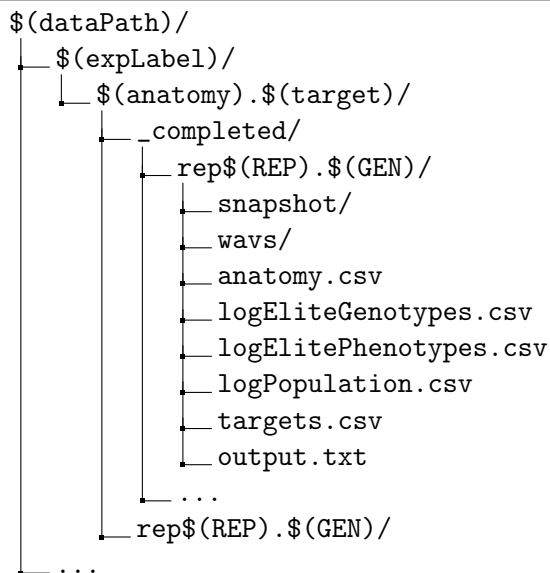 $(dataPath)/
$(expLabel)/
$(anatomy).$(target)/
_completed/
rep$(REP).$(GEN)/
snapshot/
wavs/
anatomy.csv
logEliteGenotypes.csv
logElitePhenotypes.csv
logPopulation.csv
targets.csv
output.txt
...
rep$(REP).$(GEN)/
...